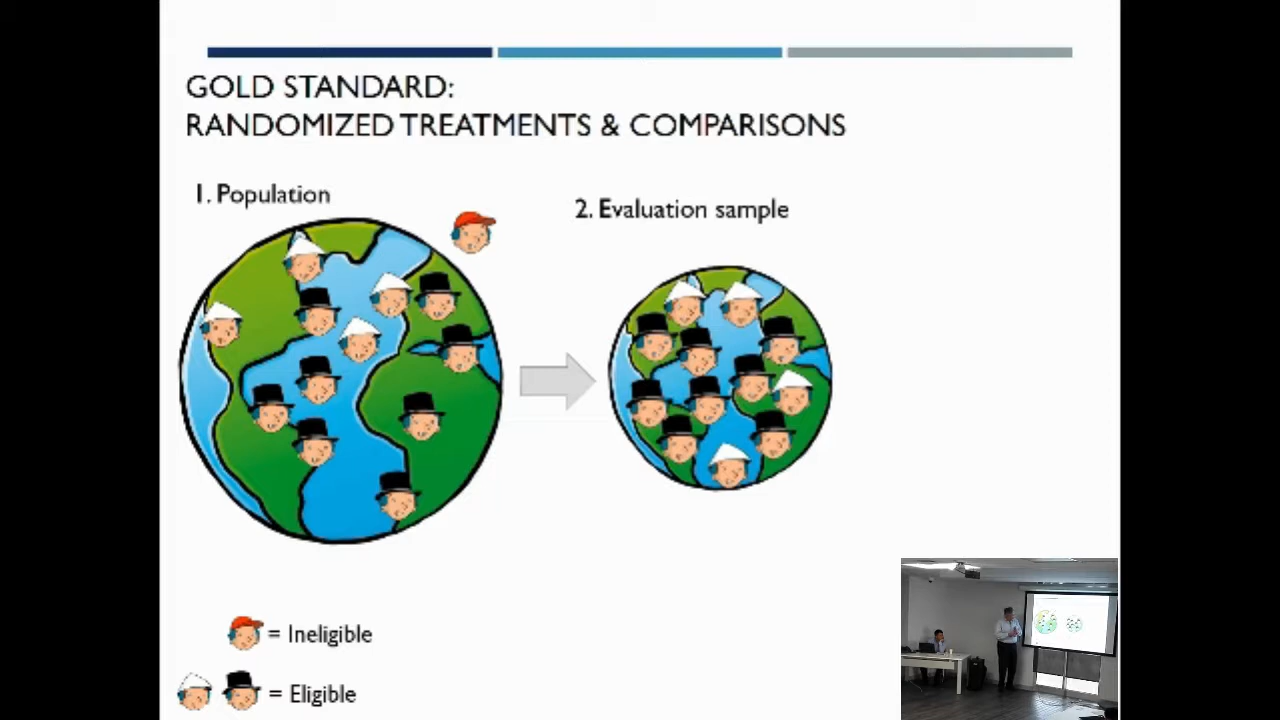 GOLD STANDARD:
RANDOMIZED TREATMENTS & COMPARISONS
1. Population
2. Evaluation sample
= Ineligible
= Eligible